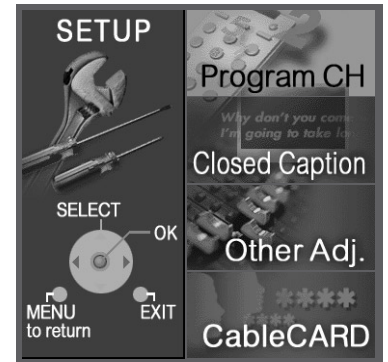 SETUP
SELECT
OK
MENU
to return
EXIT
Program CH
Why don't you come
I'm going to take
Closed Caption
Other Adj.
****
****
CableCARD